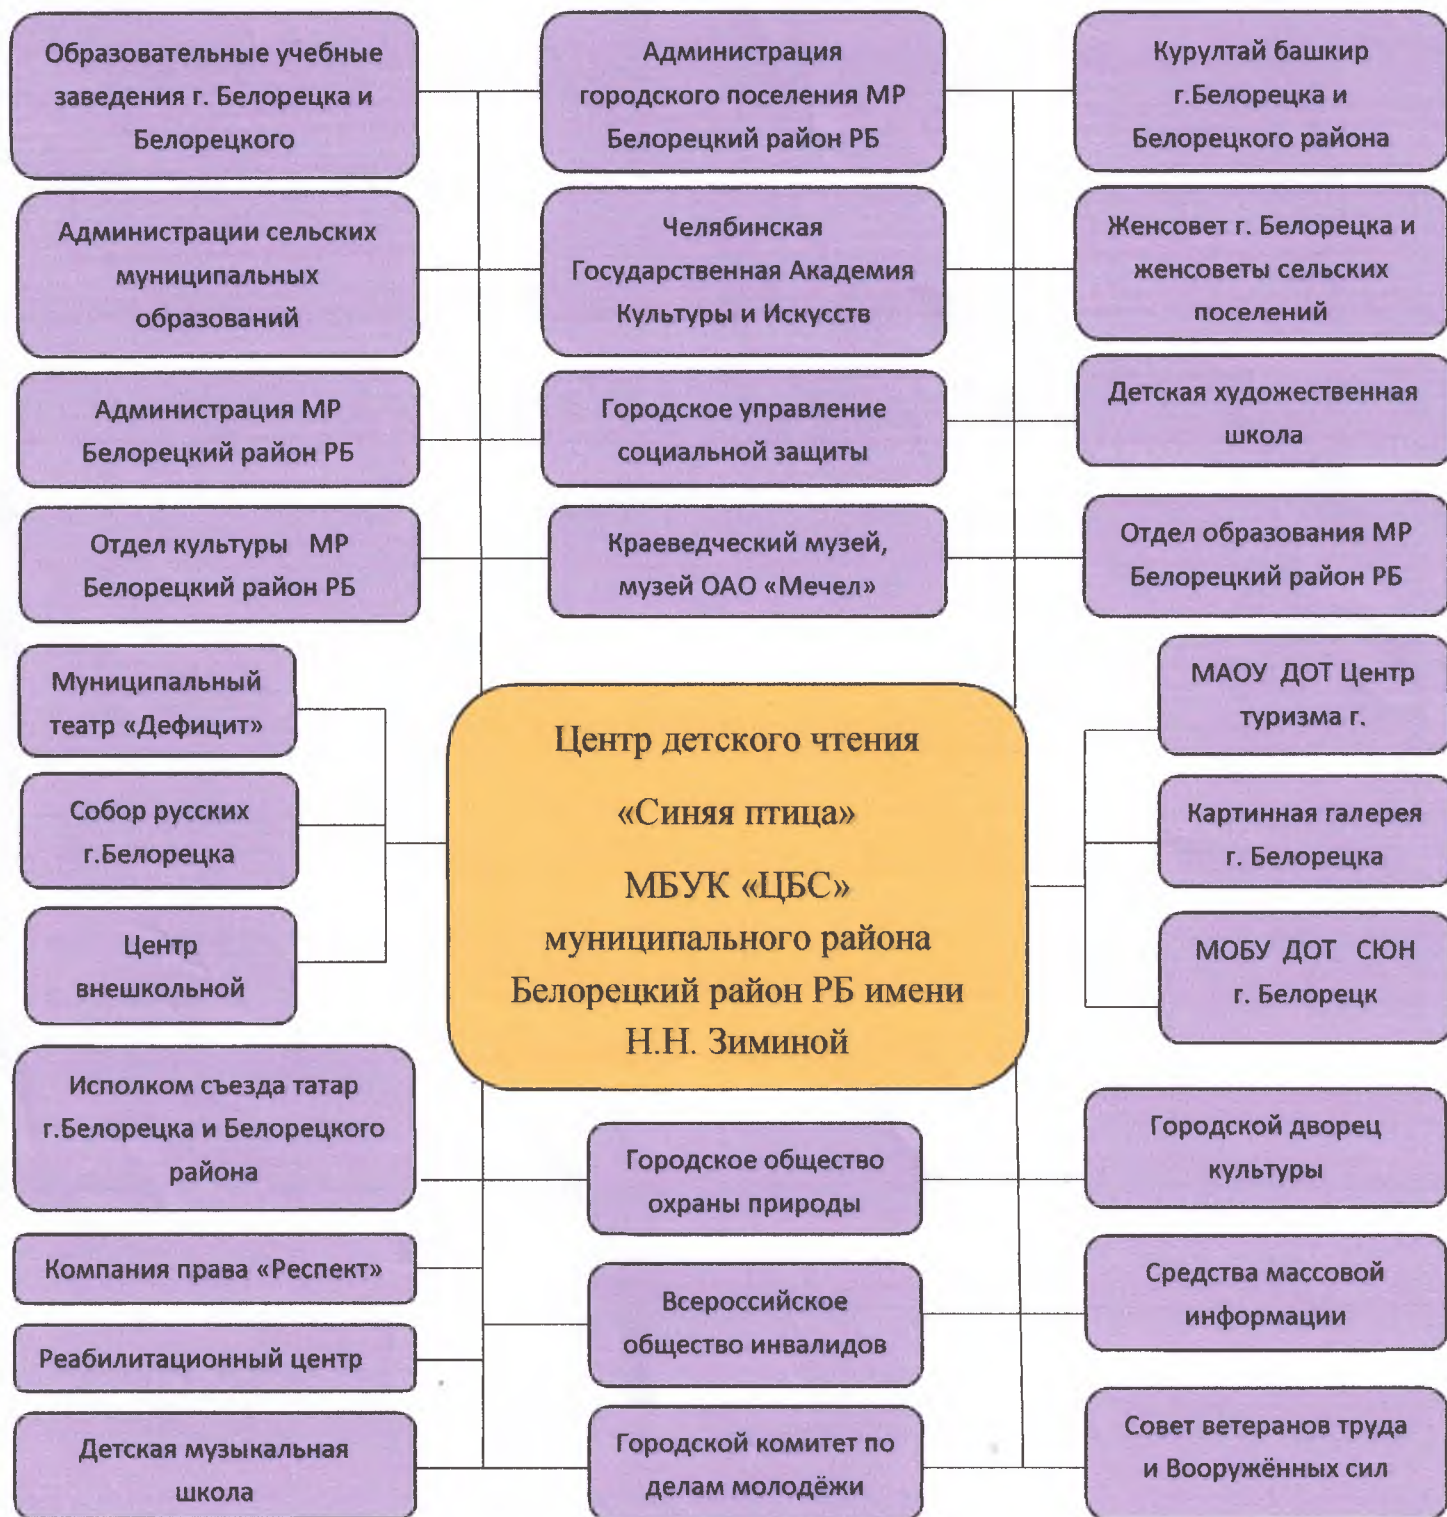 Образовательные учебные
заведения г. Белорецка и
Белорецкого
Администрация
городского поселения МР
Белорецкий район РБ
Курултай башкир
г.Белорецка и
Белорецкого района
Администрации сельских
муниципальных
образований
Челябинская
Государственная Академия
Культуры и Искусств
Женсовет г. Белорецка и
женсоветы сельских
поселений
Администрация МР
Белорецкий район РБ
Городское управление
социальной защиты
Детская художественная
школа
Отдел культуры МР
Белорецкий район РБ
Краеведческий музей,
музей ОАО «Мечел»
Отдел образования МР
Белорецкий район РБ
Муниципальный
театр «Дефицит»
Собор русских
г.Белорецка
Центр
внешкольной
Центр детского чтения
«Синяя птица»
МБУК «ЦБС»
муниципального района
Белорецкий район РБ имени
Н.Н. Зиминой
МАОУ ДОТ Центр
туризма г.
Картинная галерея
г. Белорецка
МОБУ ДОТ СЮН
г. Белорецк
Исполком съезда татар
г.Белорецка и Белорецкого
района
Городское общество
охраны природы
Городской дворец
культуры
Компания права «Респект»
Всероссийское
общество инвалидов
Средства массовой
информации
Реабилитационный центр
Детская музыкальная
школа
Городской комитет по
делам молодёжи
Совет ветеранов труда
и Вооружённых сил